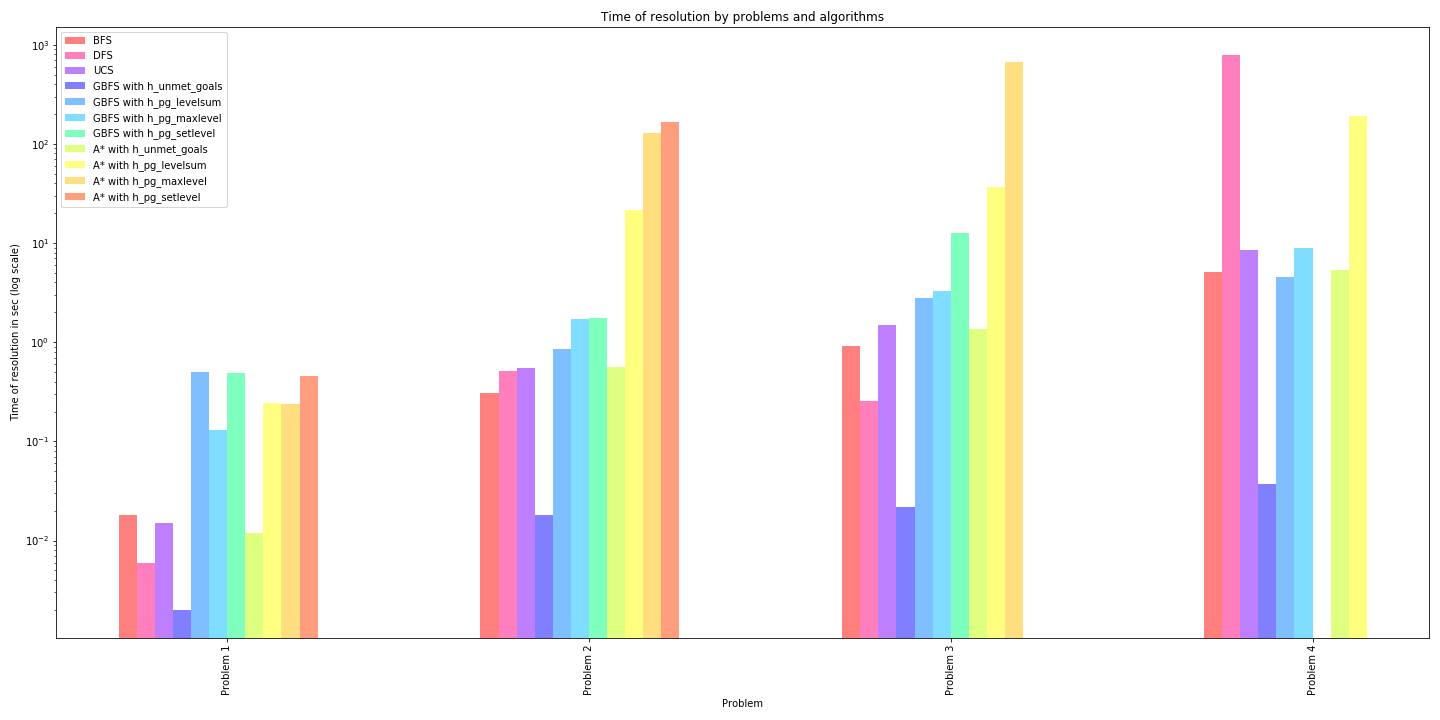 Time of resolution by problems and algorithms
BFS
DFS
UCS
GBFS with h_unmet_goals
GBFS with h_pg_levelsum
GBFS with h_pg_maxlevel
GBFS with h_pg_setlevel
A* with h_unmet_goals
A* with h_pg_levelsum
A* with h_pg_maxlevel
A* with h_pg_setlevel
Time of resolution in sec (log scale)
10³
10²
10¹
10⁰
10⁻¹
10⁻²
Problem 1
Problem 2
Problem 3
Problem 4
Problem